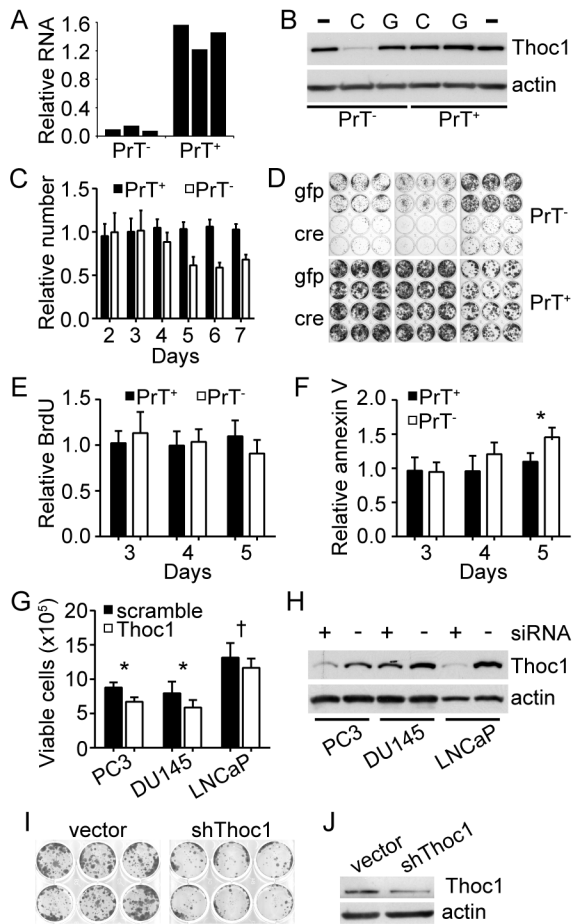 A
Relative RNA
1.6
1.2
0.8
0.4
0.0
PrT-
PrT+
B
– C G C G –
Thoc1
actin
PrT-
PrT+
C
PrT+ PrT-
Relative number
1.5
1.0
0.5
0.0
2 3 4 5 6 7
Days
D
gfp
cre
PrT-
gfp
cre
PrT+
E
PrT+ PrT-
Relative BrdU
1.5
1.0
0.5
0.0
3 4 5
Days
F
PrT+
PrT-
Relative annexin V
2.0
1.5
1.0
0.5
0.0
*
3 4 5
Days
G
scramble
Thoc1
Viable cells (x10⁵)
20
15
10
5
0
* * †
PC3 DU145 LNCaP
H
+ - + - + - siRNA
Thoc1
actin
PC3 DU145 LNCaP
I
vector shThoc1
J
vector shThoc1
Thoc1
actin